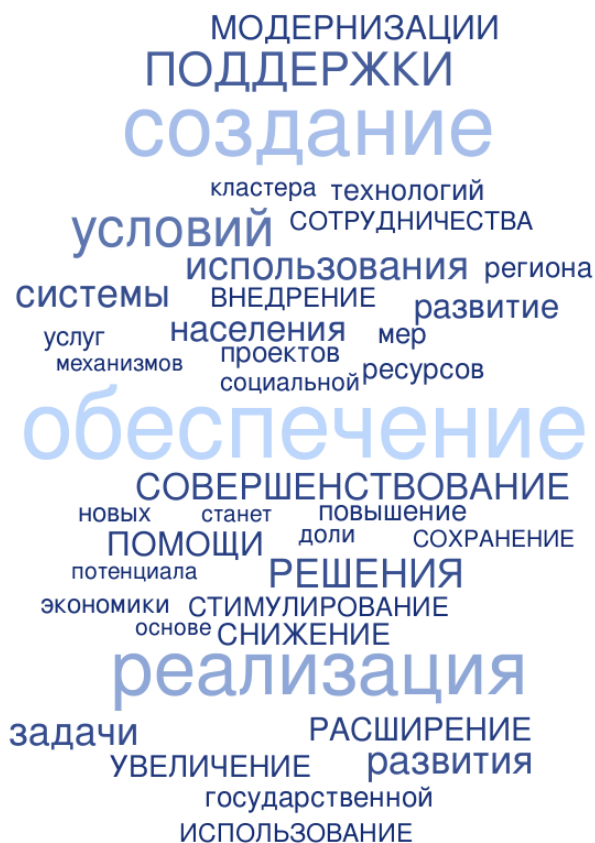 МОДЕРНИЗАЦИИ
ПОДДЕРЖКИ
создание
кластера технологий
условий СОТРУДНИЧЕСТВА
использования региона
системы ВНЕДРЕНИЕ развитие
услуг населения мер
механизмов проектов
социальной ресурсов
обеспечение
СОВЕРШЕНСТВОВАНИЕ
новых станет повышение
ПОМОЩИ доли СОХРАНЕНИЕ
потенциала РЕШЕНИЯ
экономики СТИМУЛИРОВАНИЕ
основе СНИЖЕНИЕ
реализация
задачи РАСШИРЕНИЕ
УВЕЛИЧЕНИЕ развития
государственной
ИСПОЛЬЗОВАНИЕ